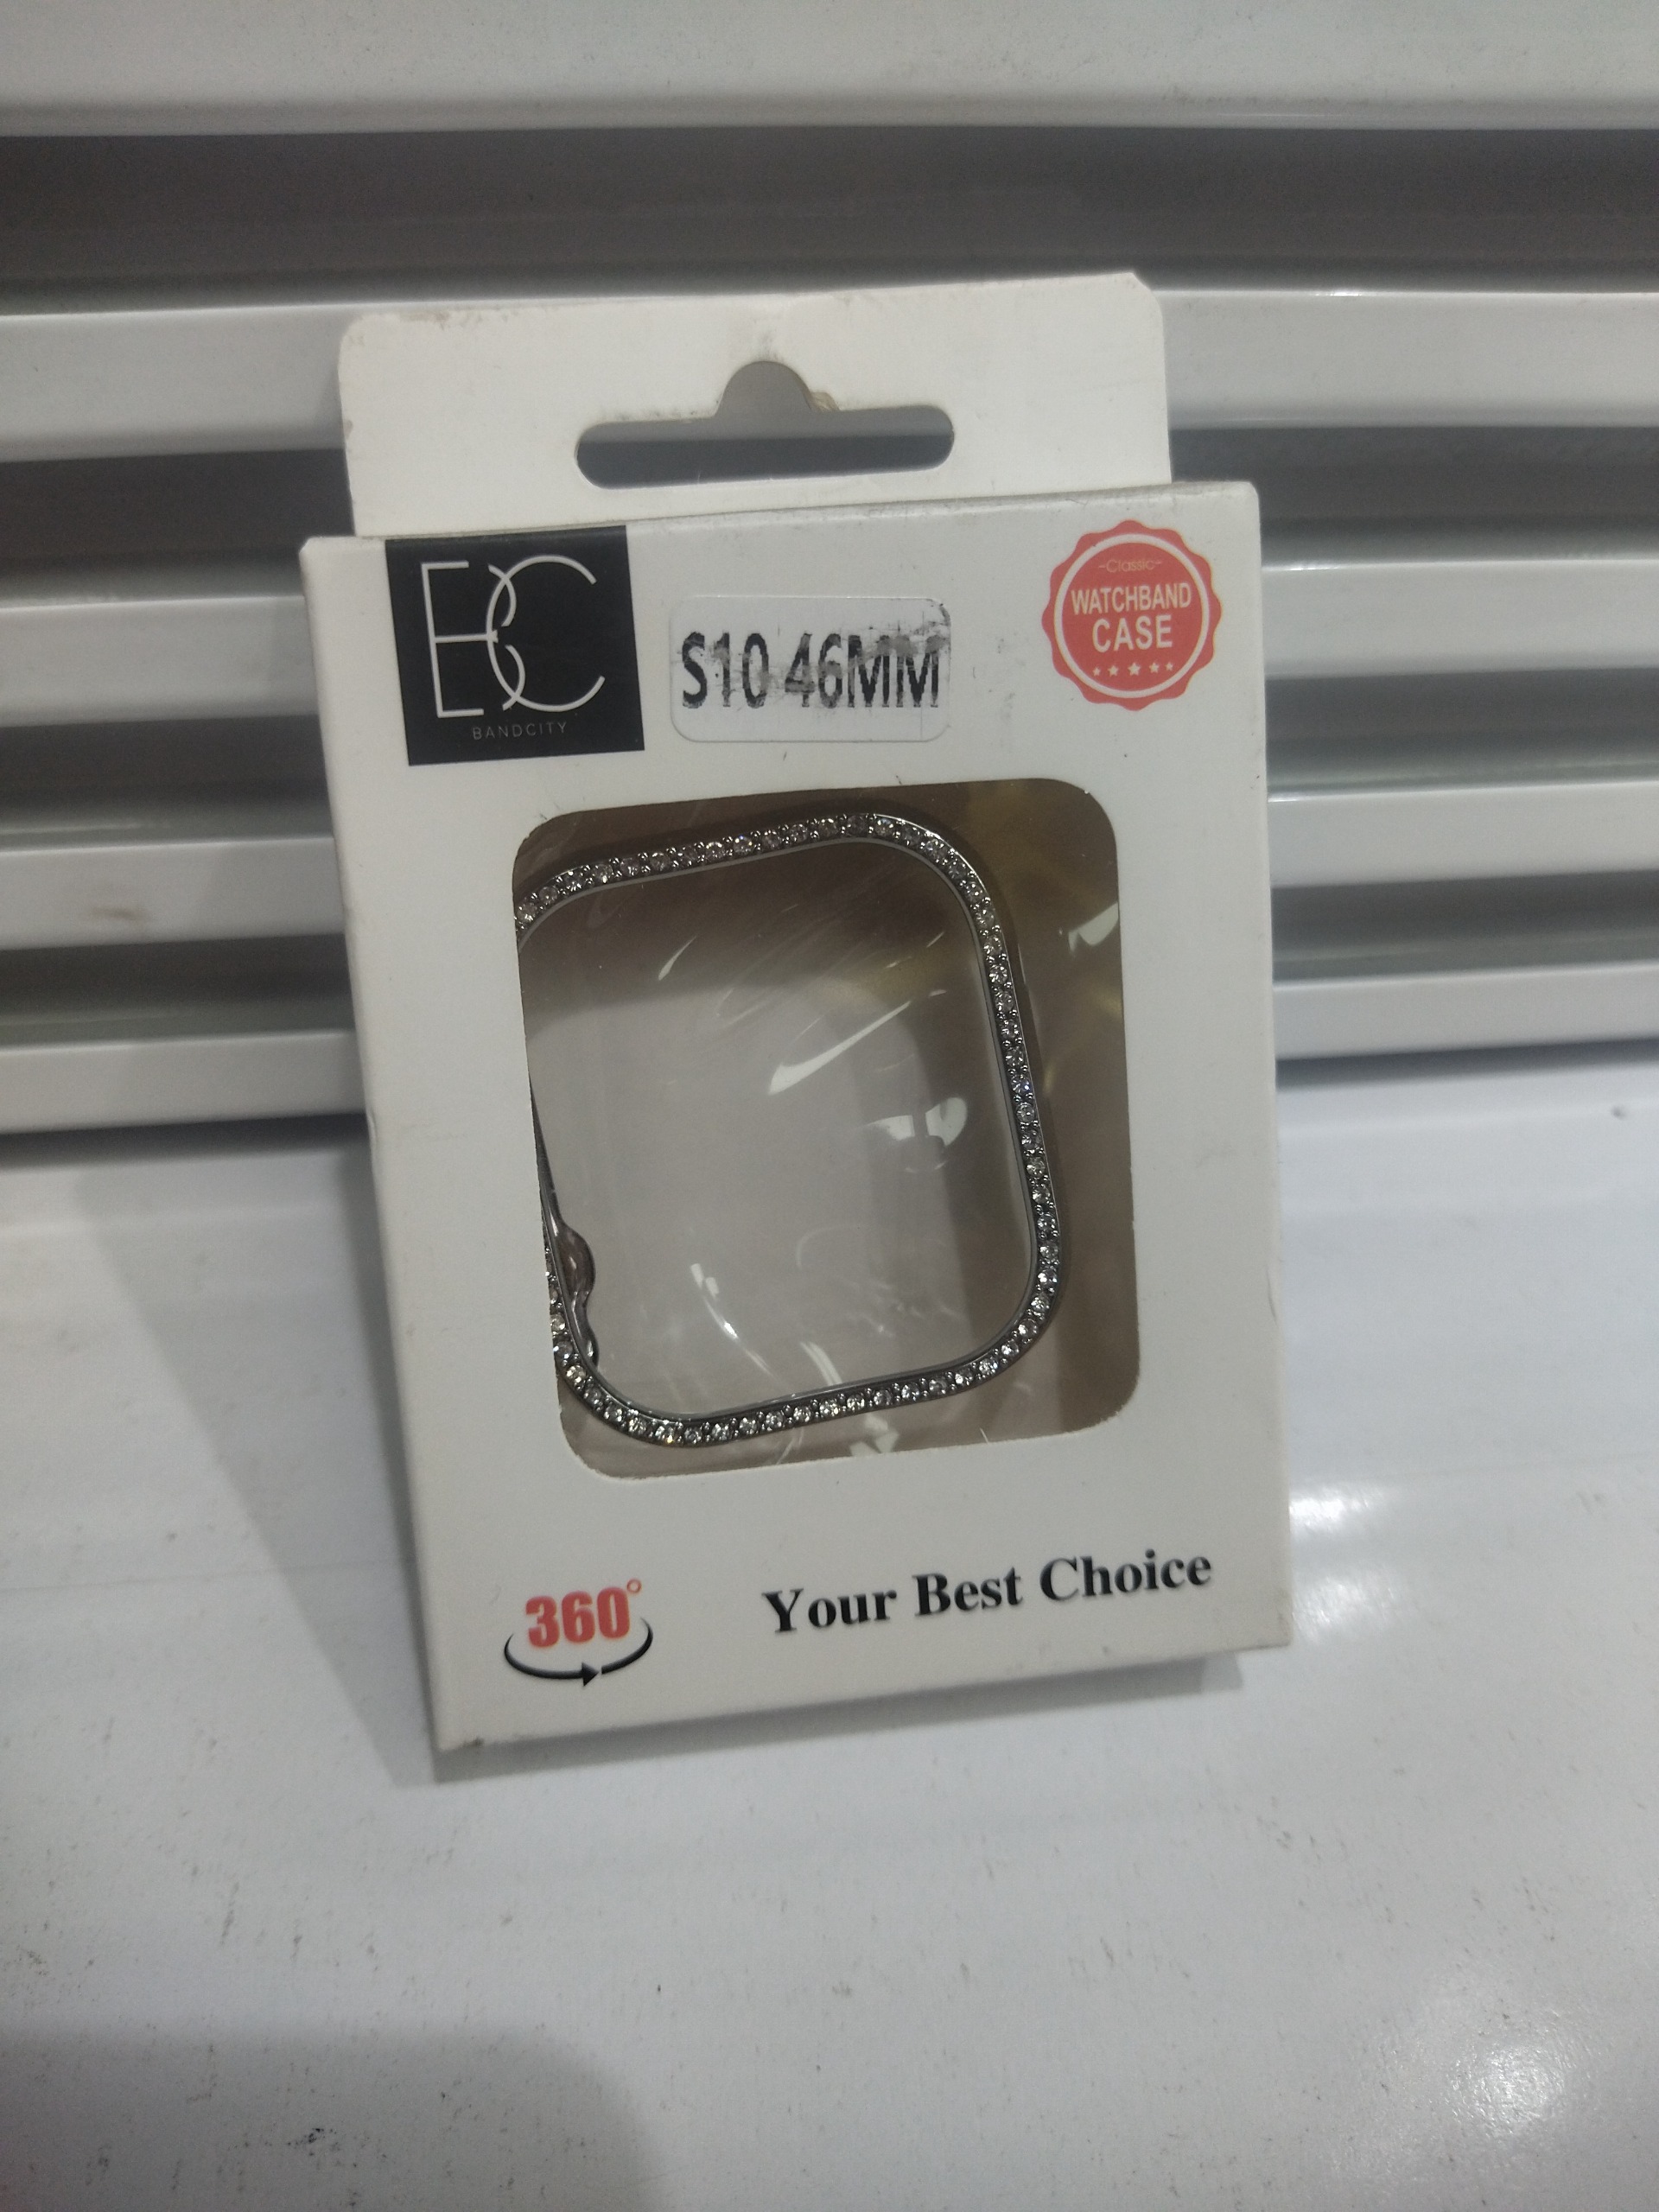 BC
BANDCITY
S10 46MM
-Classic-
WATCHBAND
CASE
360°
Your Best Choice